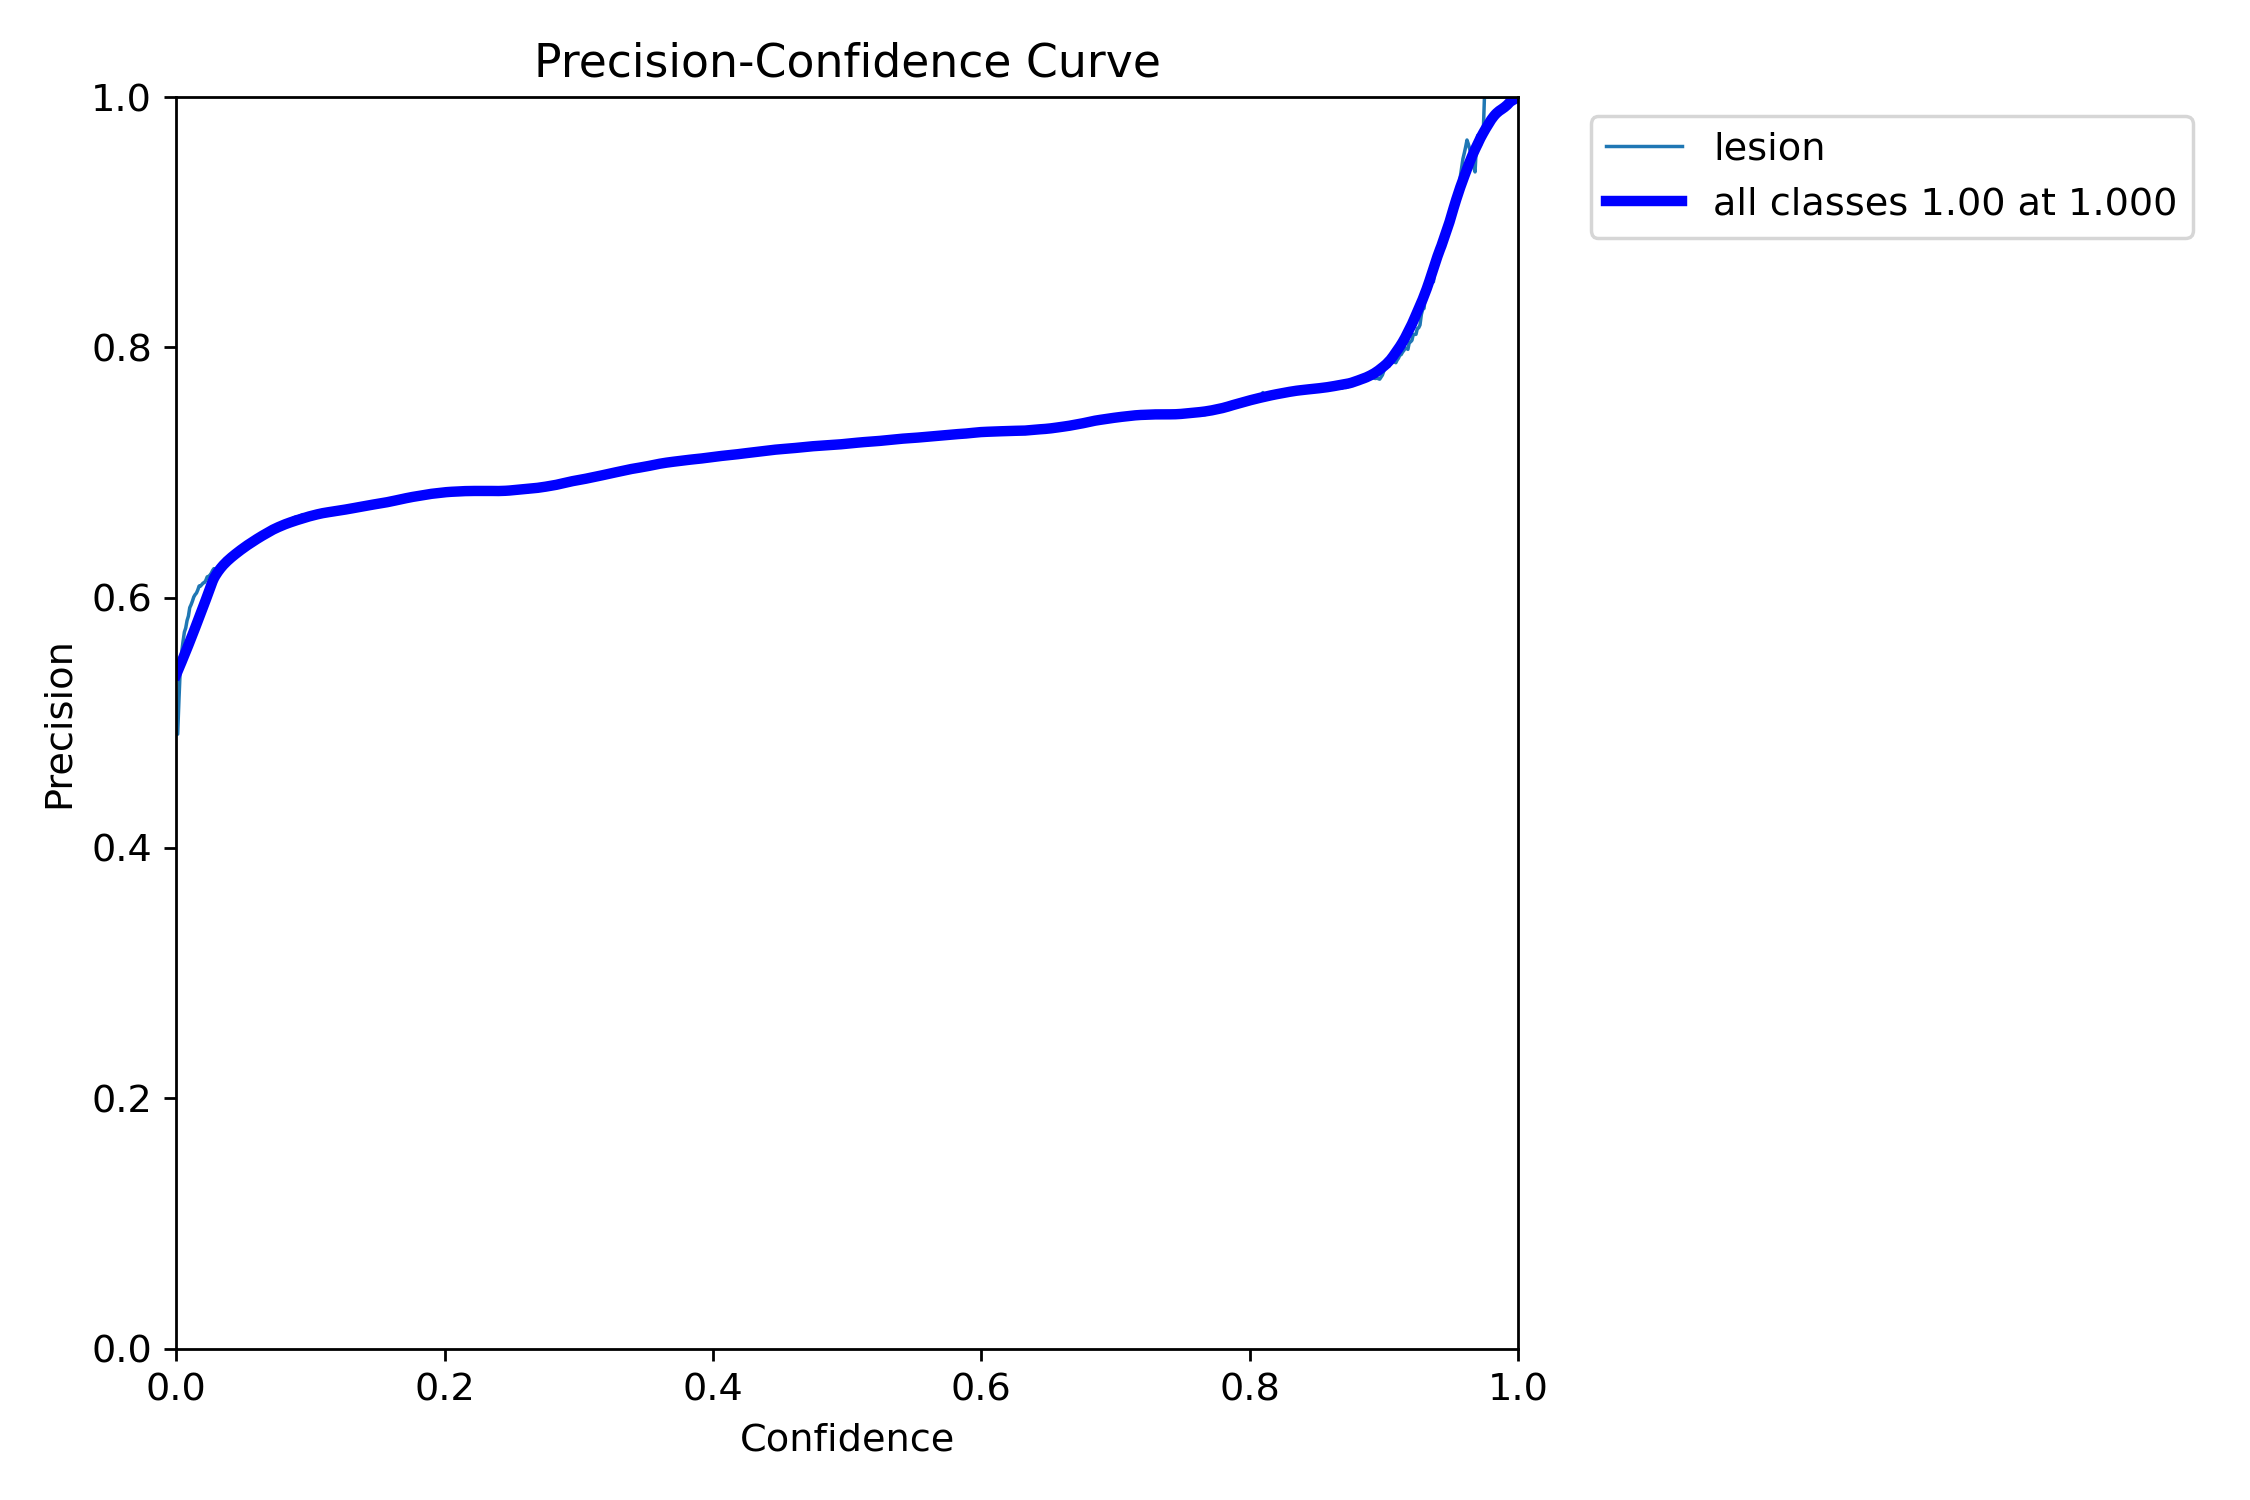 Precision-Confidence Curve
lesion
all classes 1.00 at 1.000
Precision
1.0
0.8
0.6
0.4
0.2
0.0
0.0 0.2 0.4 0.6 0.8 1.0
Confidence